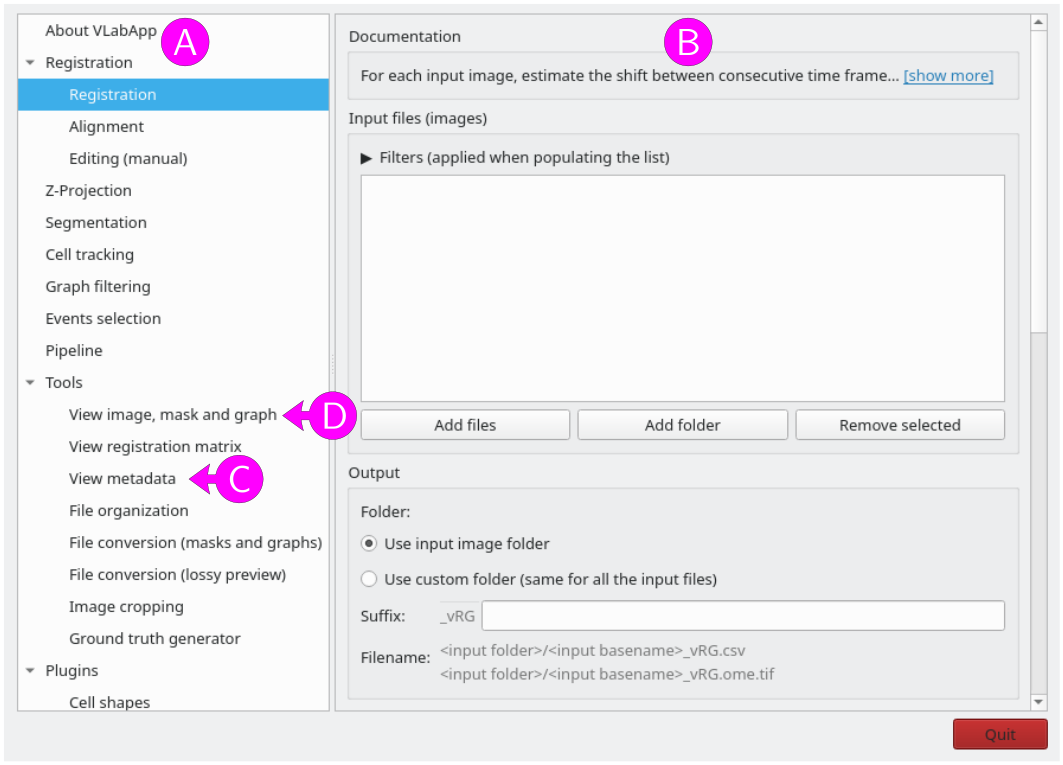 About VLabApp
A
Registration
Registration
Alignment
Editing (manual)
Z-Projection
Segmentation
Cell tracking
Graph filtering
Events selection
Pipeline
Tools
View image, mask and graph
D
View registration matrix
View metadata
C
File organization
File conversion (masks and graphs)
File conversion (lossy preview)
Image cropping
Ground truth generator
Plugins
Cell shapes
Documentation
B
For each input image, estimate the shift between consecutive time frame... [show more]
Input files (images)
▶ Filters (applied when populating the list)
Add files
Add folder
Remove selected
Output
Folder:
Use input image folder
Use custom folder (same for all the input files)
Suffix: _vRG
Filename: <input folder>/<input basename>_vRG.csv
<input folder>/<input basename>_vRG.ome.tif
Quit